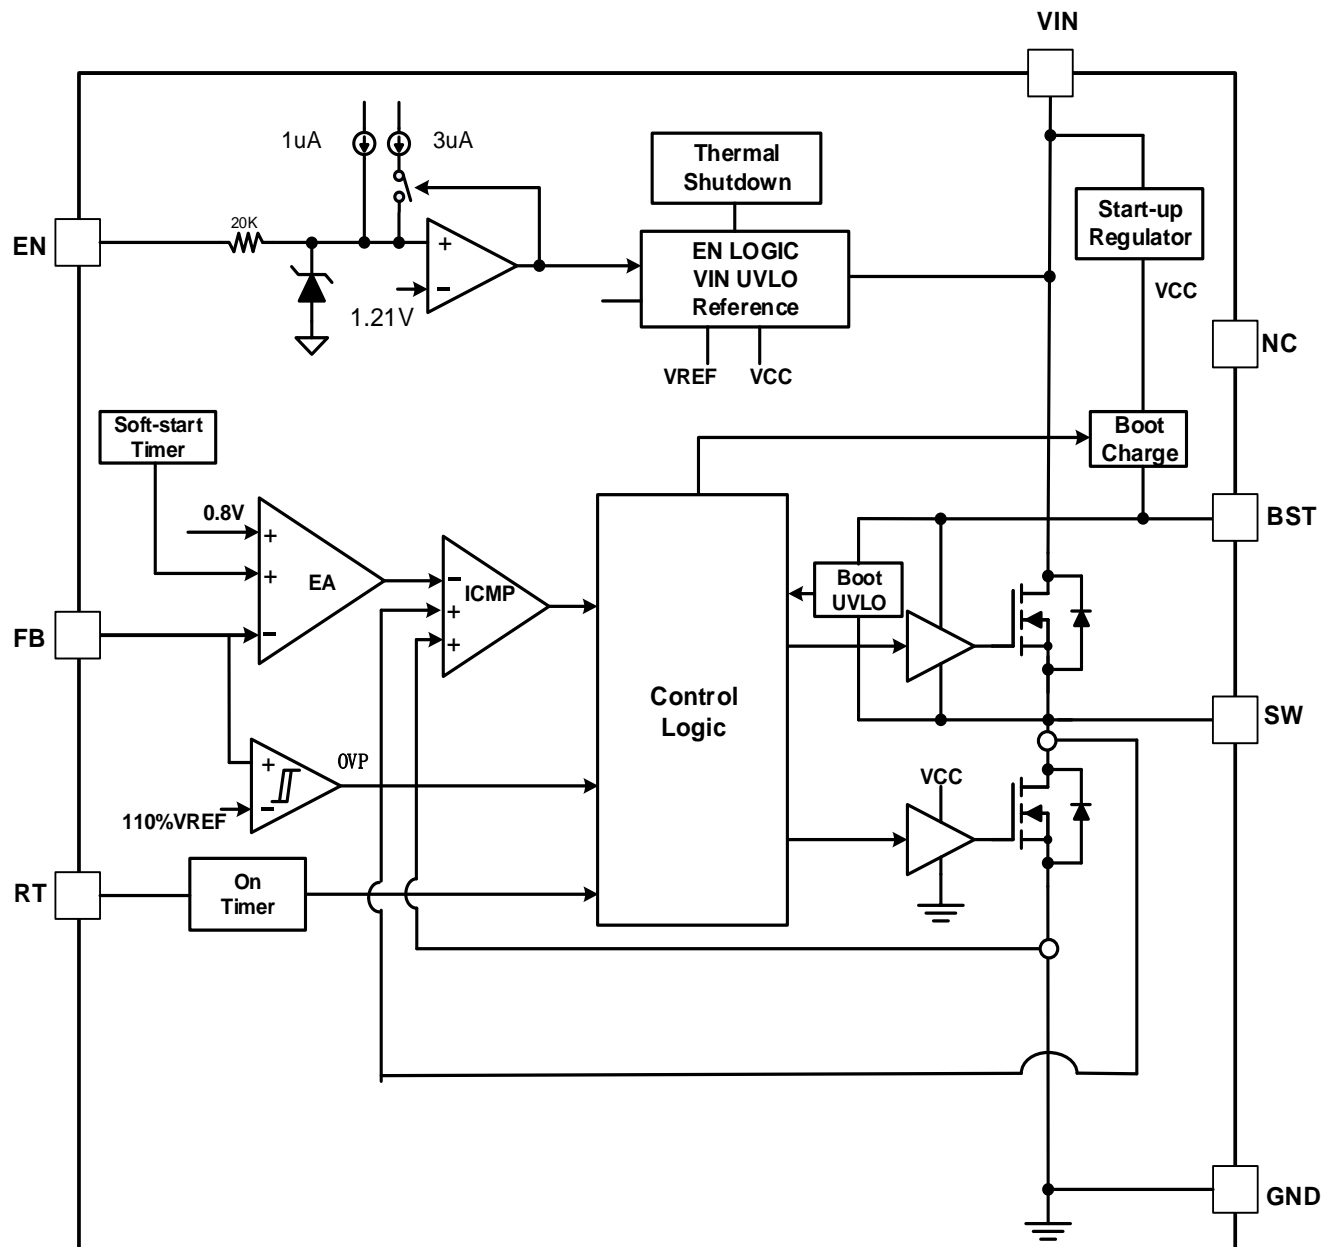 VIN
1uA
3uA
Thermal
Shutdown
Start-up
Regulator
EN
20K
+
−
1.21V
EN LOGIC
VIN UVLO
Reference
VCC
VREF
VCC
NC
Soft-start
Timer
Boot
Charge
0.8V
+
+
−
EA
−
+
+
ICMP
BST
Boot
UVLO
FB
Control
Logic
SW
+
−
OVP
110%VREF
VCC
RT
On
Timer
GND